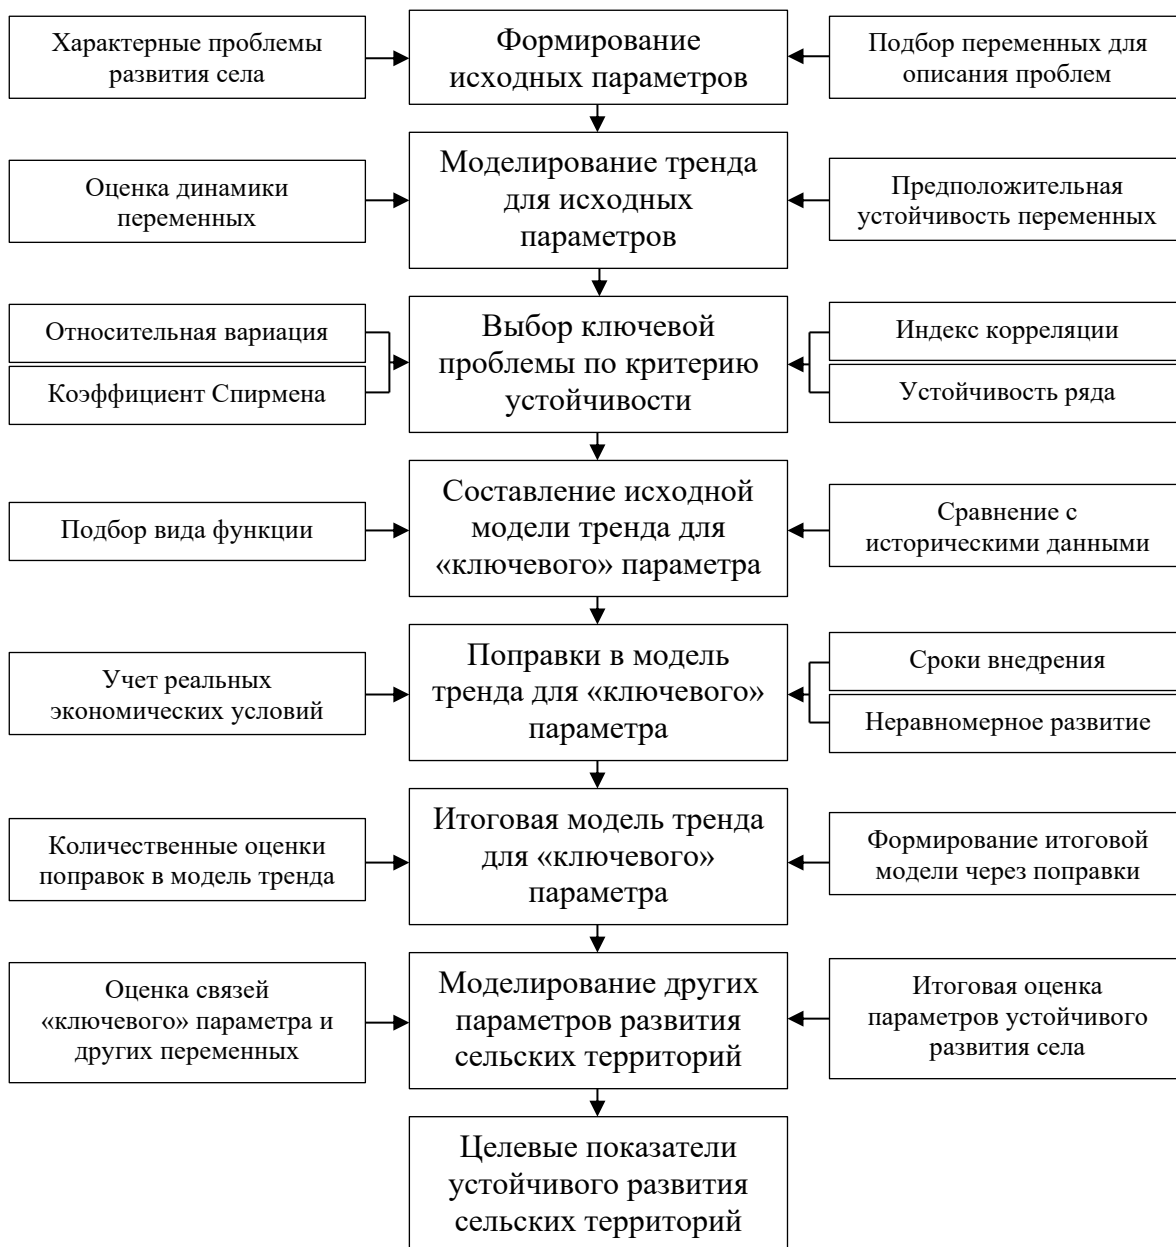 Характерные проблемы
развития села
Формирование
исходных параметров
Подбор переменных для
описания проблем
Оценка динамики
переменных
Моделирование тренда
для исходных
параметров
Предположительная
устойчивость переменных
Относительная вариация
Коэффициент Спирмена
Выбор ключевой
проблемы по критерию
устойчивости
Индекс корреляции
Устойчивость ряда
Подбор вида функции
Составление исходной
модели тренда для
«ключевого» параметра
Сравнение с
историческими данными
Учет реальных
экономических условий
Поправки в модель
тренда для «ключевого»
параметра
Сроки внедрения
Неравномерное развитие
Количественные оценки
поправок в модель тренда
Итоговая модель тренда
для «ключевого»
параметра
Формирование итоговой
модели через поправки
Оценка связей
«ключевого» параметра и
других переменных
Моделирование других
параметров развития
сельских территорий
Итоговая оценка
параметров устойчивого
развития села
Целевые показатели
устойчивого развития
сельских территорий